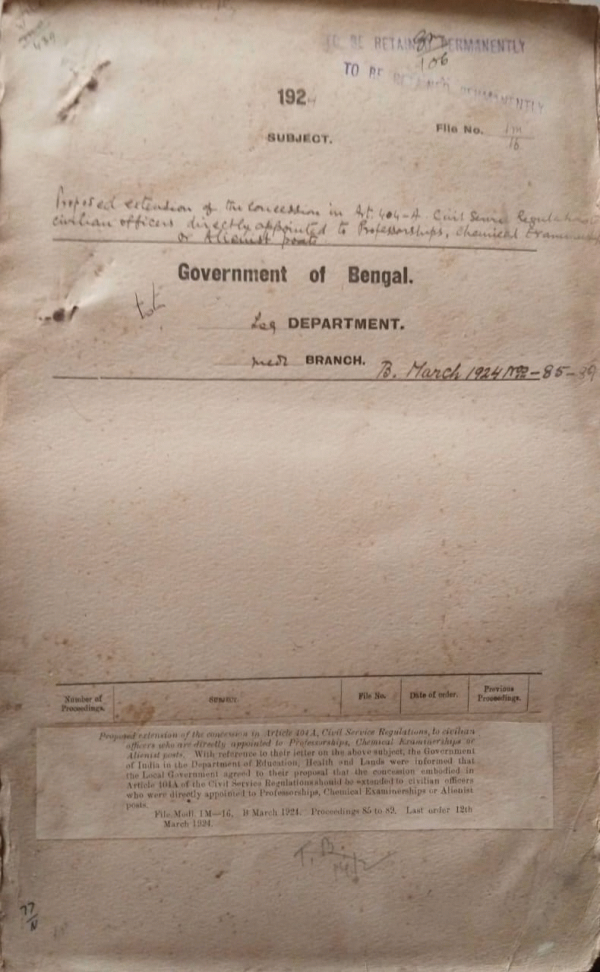 TO BE RETAINED PERMANENTLY
106
TO BE RETAINED PERMANENTLY
1924
SUBJECT.
File No. 1M/16
Proposed extension of the concession in Art. 404-A Civil Service Regulations
civilian officers directly appointed to Professorships, Chemical Examinerships
or Alienist posts
Government of Bengal.
DEPARTMENT.
Medl BRANCH.
B. March 1924 Nos-85-89
Number of Proceedings.
SUBJECT.
File No.
Date of order.
Previous Proceedings.
Proposed extension of the concession in Article 404A, Civil Service Regulations, to civilian
officers who are directly appointed to Professorships, Chemical Examinerships or
Alienist posts. With reference to their letter on the above subject, the Government
of India in the Department of Education, Health and Lands were informed that
the Local Government agreed to their proposal that the concession embodied in
Article 404A of the Civil Service Regulations should be extended to civilian officers
who were directly appointed to Professorships, Chemical Examinerships or Alienist
posts.
File Medl. 1M—16. B March 1924. Proceedings 85 to 89. Last order 12th
March 1924.
77/N